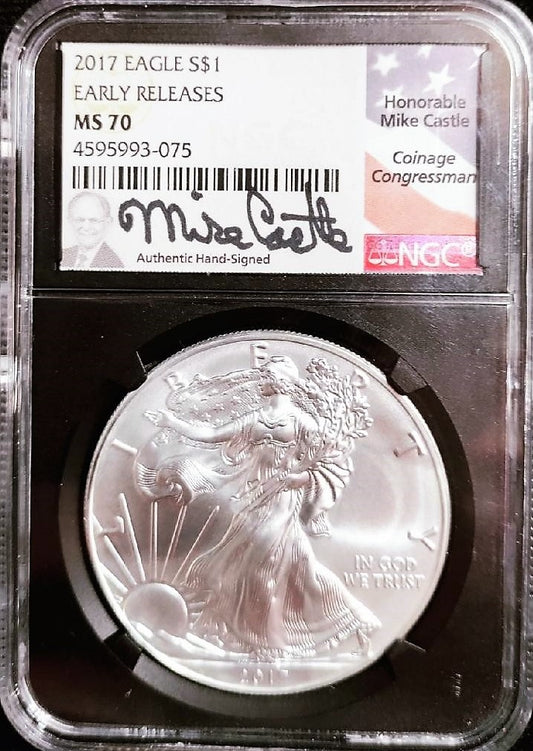 2017 EAGLE S$1
EARLY RELEASES
MS 70
4595993-075
Honorable
Mike Castle
Coinage
Congressman
Mike Castle
Authentic Hand-Signed
NGC®
LIBERTY
IN GOD
WE TRUST
2017